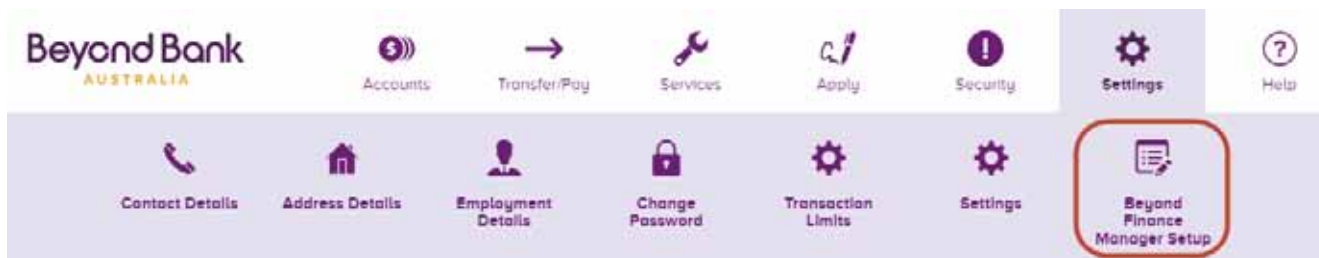 Beyond Bank
AUSTRALIA
Accounts
Transfer/Pay
Services
Apply
Security
Settings
Help
Contact Details
Address Details
Employment
Details
Change
Password
Transaction
Limits
Settings
Beyond
Finance
Manager Setup